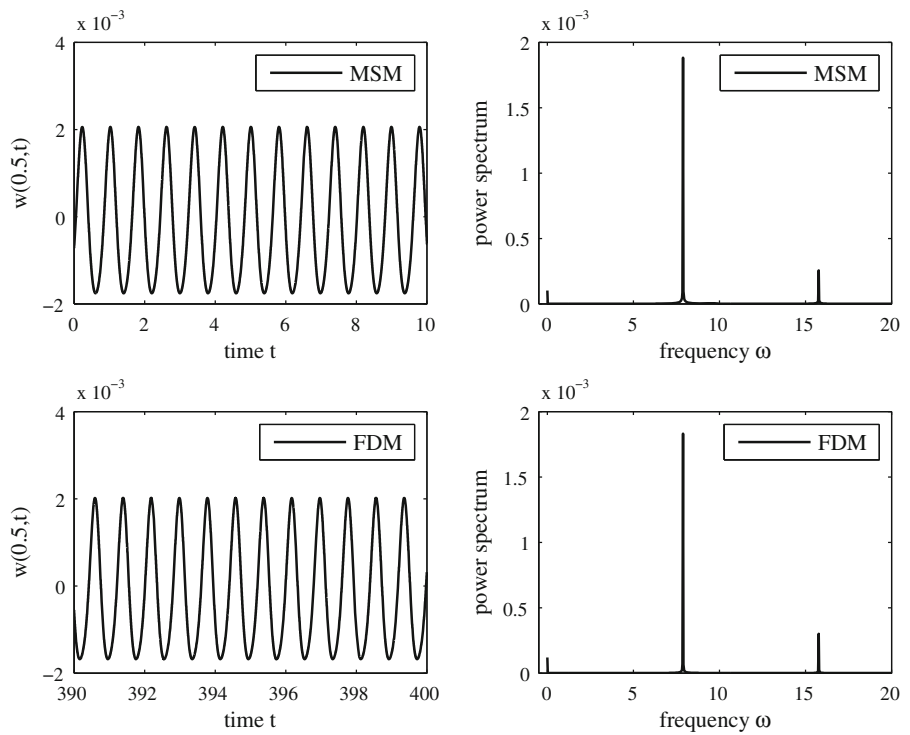 x 10⁻³
4
2
0
−2
0 2 4 6 8 10
w(0.5,t)
time t
MSM
x 10⁻³
2
1.5
1
0.5
0
0 5 10 15 20
power spectrum
frequency ω
MSM
x 10⁻³
4
2
0
−2
390 392 394 396 398 400
w(0.5,t)
time t
FDM
x 10⁻³
2
1.5
1
0.5
0
0 5 10 15 20
power spectrum
frequency ω
FDM